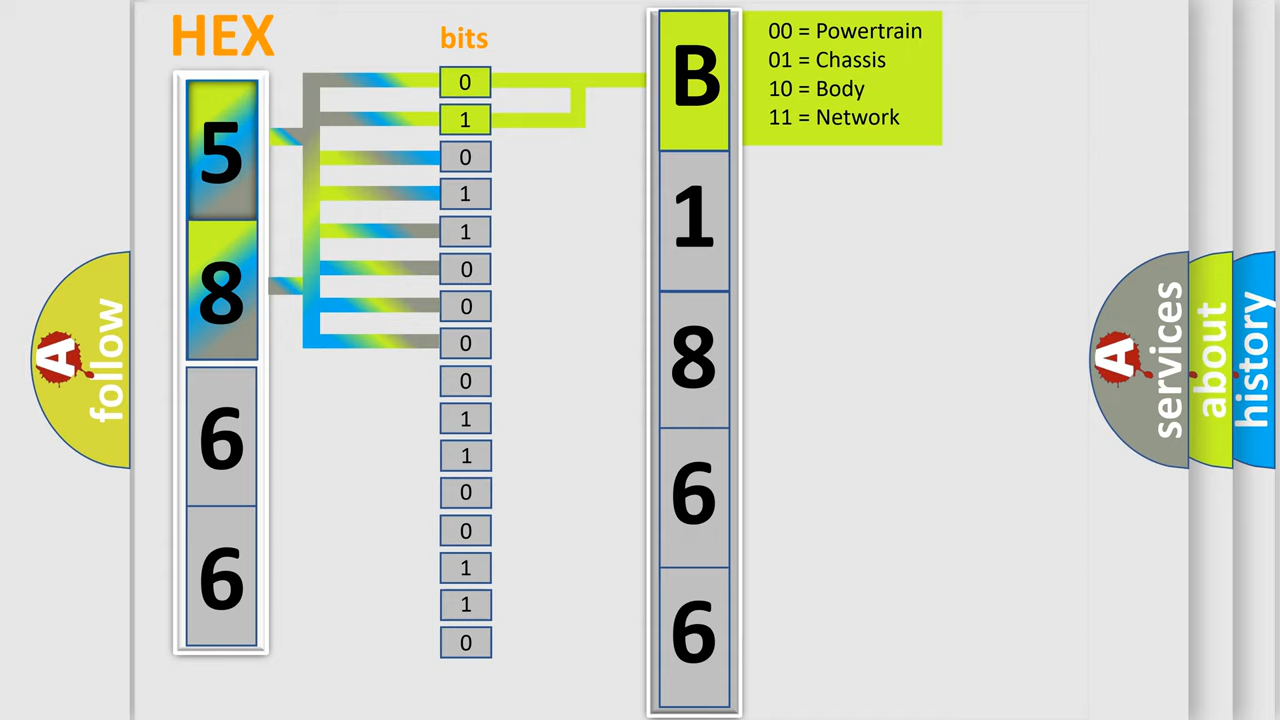 HEX
bits
5
8
6
6
0
1
0
1
1
0
0
0
0
1
1
0
0
1
1
0
B
1
8
6
6
00 = Powertrain
01 = Chassis
10 = Body
11 = Network
A
follow
A
services
about
history